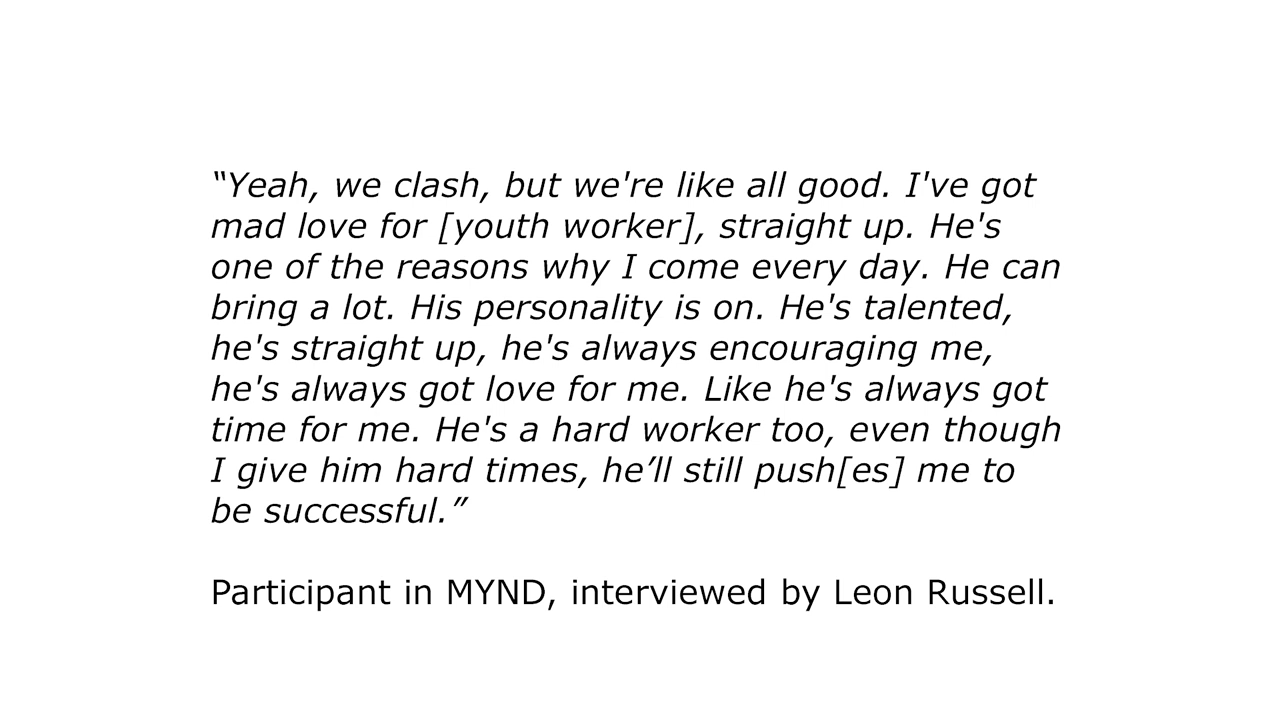 “Yeah, we clash, but we're like all good. I've got
mad love for [youth worker], straight up. He's
one of the reasons why I come every day. He can
bring a lot. His personality is on. He's talented,
he's straight up, he's always encouraging me,
he's always got love for me. Like he's always got
time for me. He's a hard worker too, even though
I give him hard times, he’ll still push[es] me to
be successful.”
Participant in MYND, interviewed by Leon Russell.